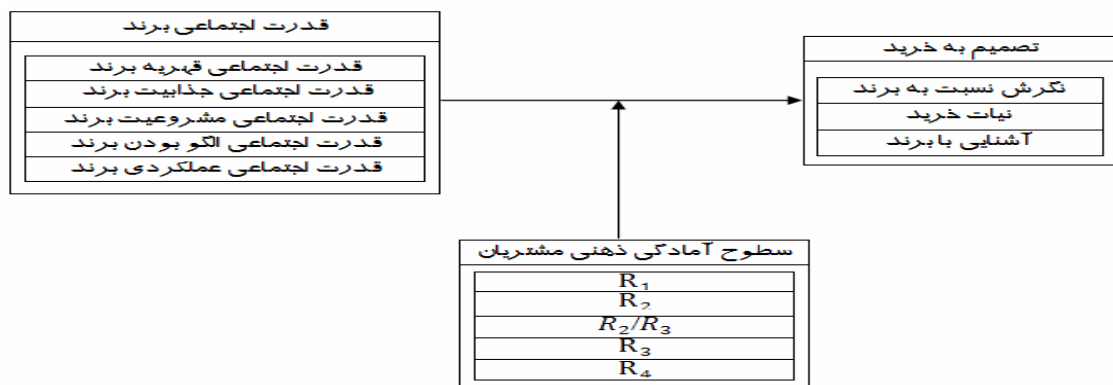 قدرت اجتماعی برند
قدرت اجتماعی قهریه برند
قدرت اجتماعی جذابیت برند
قدرت اجتماعی مشروعیت برند
قدرت اجتماعی الگو بودن برند
قدرت اجتماعی عملکردی برند
تصمیم به خرید
نگرش نسبت به برند
نیات خرید
آشنایی با برند
سطوح آمادگی ذهنی مشتریان
R₁
R₂
R₂/R₃
R₃
R₄